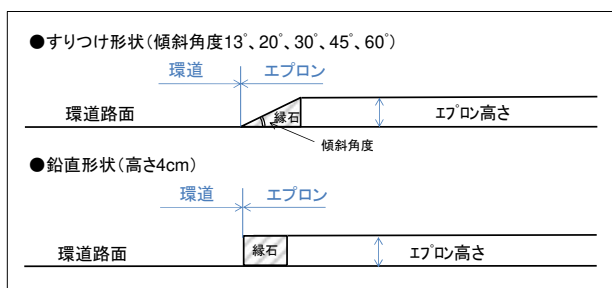 ●すりつけ形状(傾斜角度13°、20°、30°、45°、60°)
環道 エプロン
環道路面 縁石 エプロン高さ
傾斜角度
●鉛直形状(高さ4cm)
環道 エプロン
環道路面 縁石 エプロン高さ